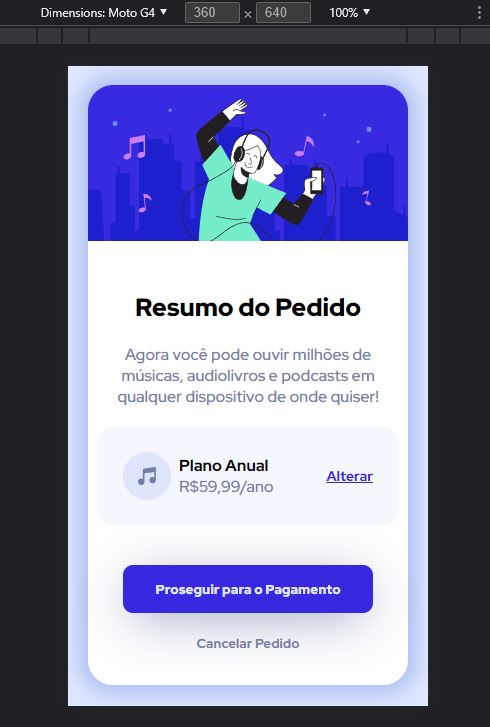 Dimensions: Moto G4 360 × 640 100%
Resumo do Pedido
Agora você pode ouvir milhões de
músicas, audiolivros e podcasts em
qualquer dispositivo de onde quiser!
Plano Anual
R$59,99/ano
Alterar
Proseguir para o Pagamento
Cancelar Pedido